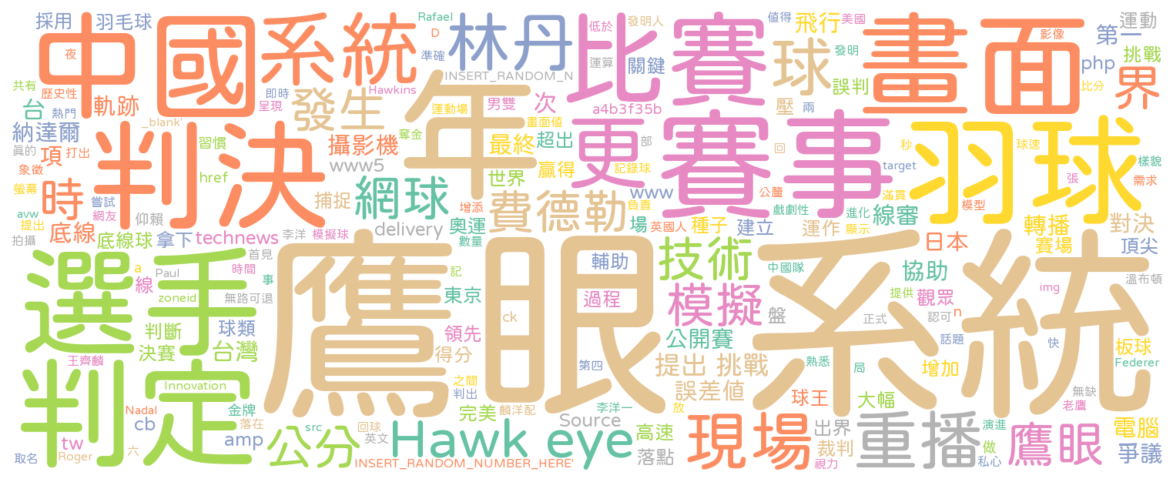 採用 羽毛球 中國 系統 林丹 比賽 畫面
夜 共有 熱門 歷史性 軌跡 台 即時 呈現 Rafael D 準確 Hawkins
INSERT_RANDOM_N
低於 發明人 運算 關鍵 飛行 值得 美國 發明 影像 第一 運動 挑戰 php
球 誤判 界 比分
納達爾 _blank' 發生 年 運動場 男雙 次 a4b3f35b 壓 兩
奪金 畫面值 最終 超出 部 更 賽事 羽球
判決 習慣 攝影機 www5 href 捕捉 贏得 世界 記錄球 回 秒 球速 target 樣貌 需求
眞的 項 打出 象徵 時 螢幕 嘗試 網友 仰賴 網球 費德勒 www 負責 公釐 滿貫 張 模型
avw 提出 拍攝 底線 底線球 拿下 technews 李洋 模擬球 增添 delivery 奧運 數量 英國人 場 種子 建立 戲劇性 運作 進化 顯示 線審 轉播 賽場 對決 頂尖
選手 a Paul 首見 線 時間 事 zoneid 無路可退 鷹眼 系統 記 東京 輔助 過程 技術 中國隊 協助 日本 溫布頓
判斷 球類 ck 領先 模擬 盤 提供 觀眾 正式 認可 n img 話題 快
王齊麟 決賽 台灣 得分 公開賽 第四 熟悉 局 板球 Federer
判定 Innovation 之間 判出 提出 挑戰 誤差值 球王 大幅 增加 無缺 老鷹
Nadal 金牌 落在 cb 完美 麟洋配 李洋一 放 出界 演進 電腦
tw Roger amp src 回球 公分 Hawk eye Source 高速 現場 重播 做 鷹眼
取名 六 英文 INSERT_RANDOM_NUMBER_HERE' 落點 裁判 視力 私心 爭議